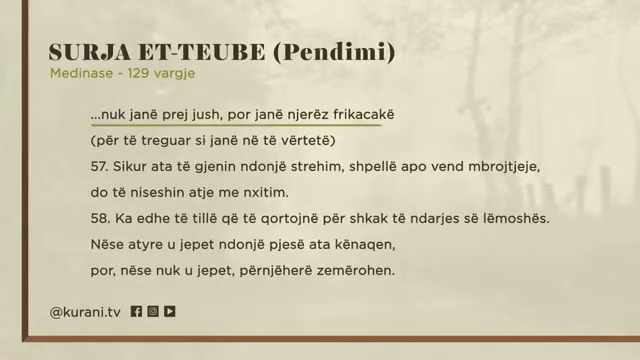 SURJA ET-TEUBE (Pendimi)
Medinase - 129 vargje
...nuk janë prej jush, por janë njerëz frikacakë
(për të treguar si janë në të vërtetë)
57. Sikur ata të gjenin ndonjë strehim, shpellë apo vend mbrojtjeje,
do të niseshin atje me nxitim.
58. Ka edhe të tillë që të qortojnë për shkak të ndarjes së lëmoshës.
Nëse atyre u jepet ndonjë pjesë ata kënaqen,
por, nëse nuk u jepet, përnjëherë zemërohen.
@kurani.tv